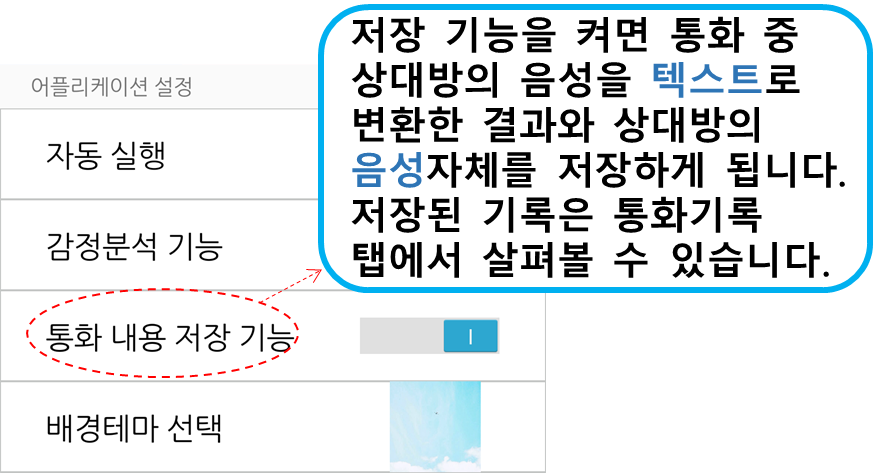 저장 기능을 켜면 통화 중
상대방의 음성을 텍스트로
변환한 결과와 상대방의
음성자체를 저장하게 됩니다.
저장된 기록은 통화기록
탭에서 살펴볼 수 있습니다.
어플리케이션 설정
자동 실행
감정분석 기능
통화 내용 저장 기능
배경테마 선택